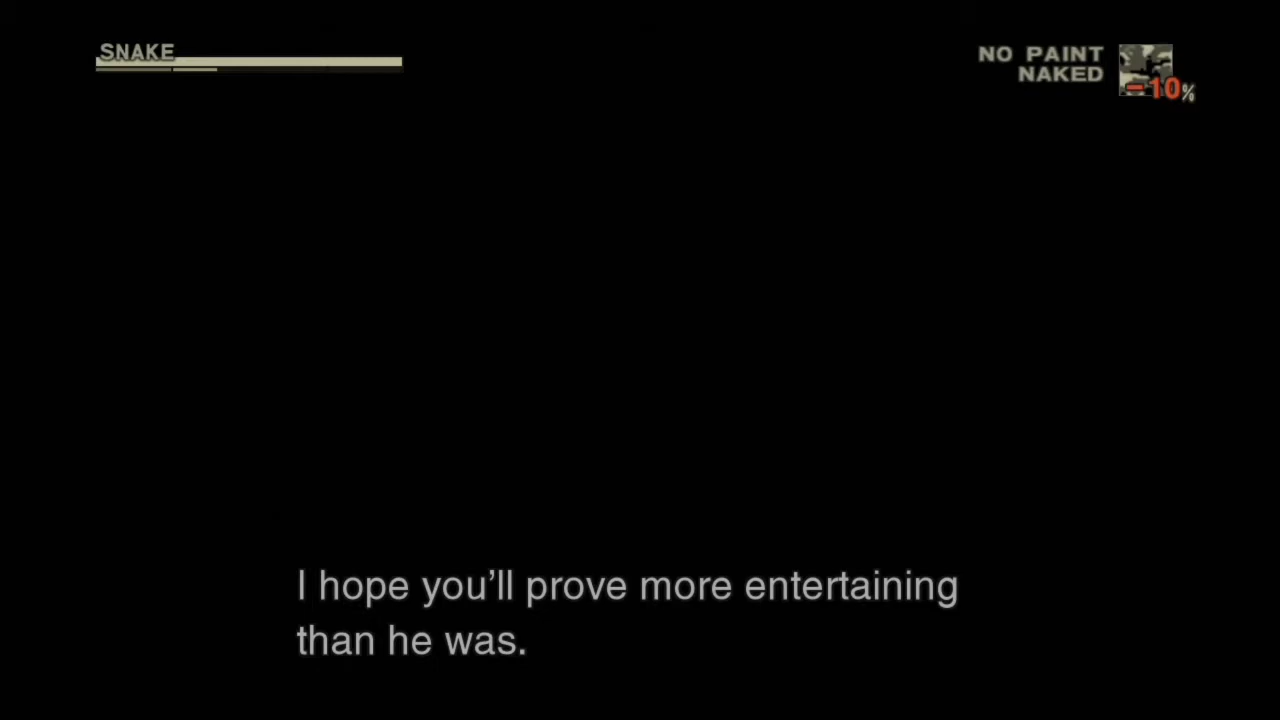 SNAKE
NO PAINT
NAKED
-10%
I hope you’ll prove more entertaining
than he was.